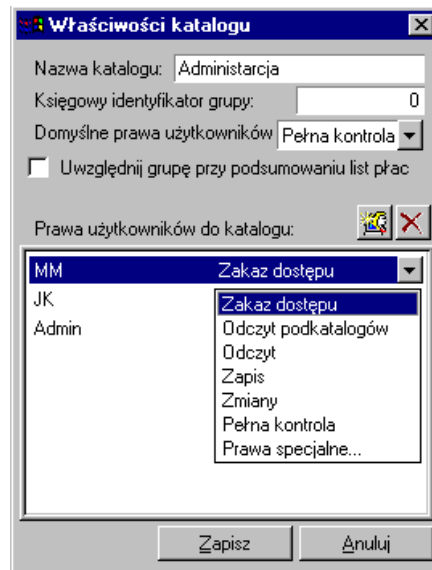 Właściwości katalogu
Nazwa katalogu: Administarcja
Księgowy identyfikator grupy: 0
Domyślne prawa użytkowników Pełna kontrola
Uwzględnij grupę przy podsumowaniu list płac
Prawa użytkowników do katalogu:
MM Zakaz dostępu
JK Zakaz dostępu
Admin Odczyt podkatalogów
Odczyt
Zapis
Zmiany
Pełna kontrola
Prawa specjalne...
Zapisz Anuluj